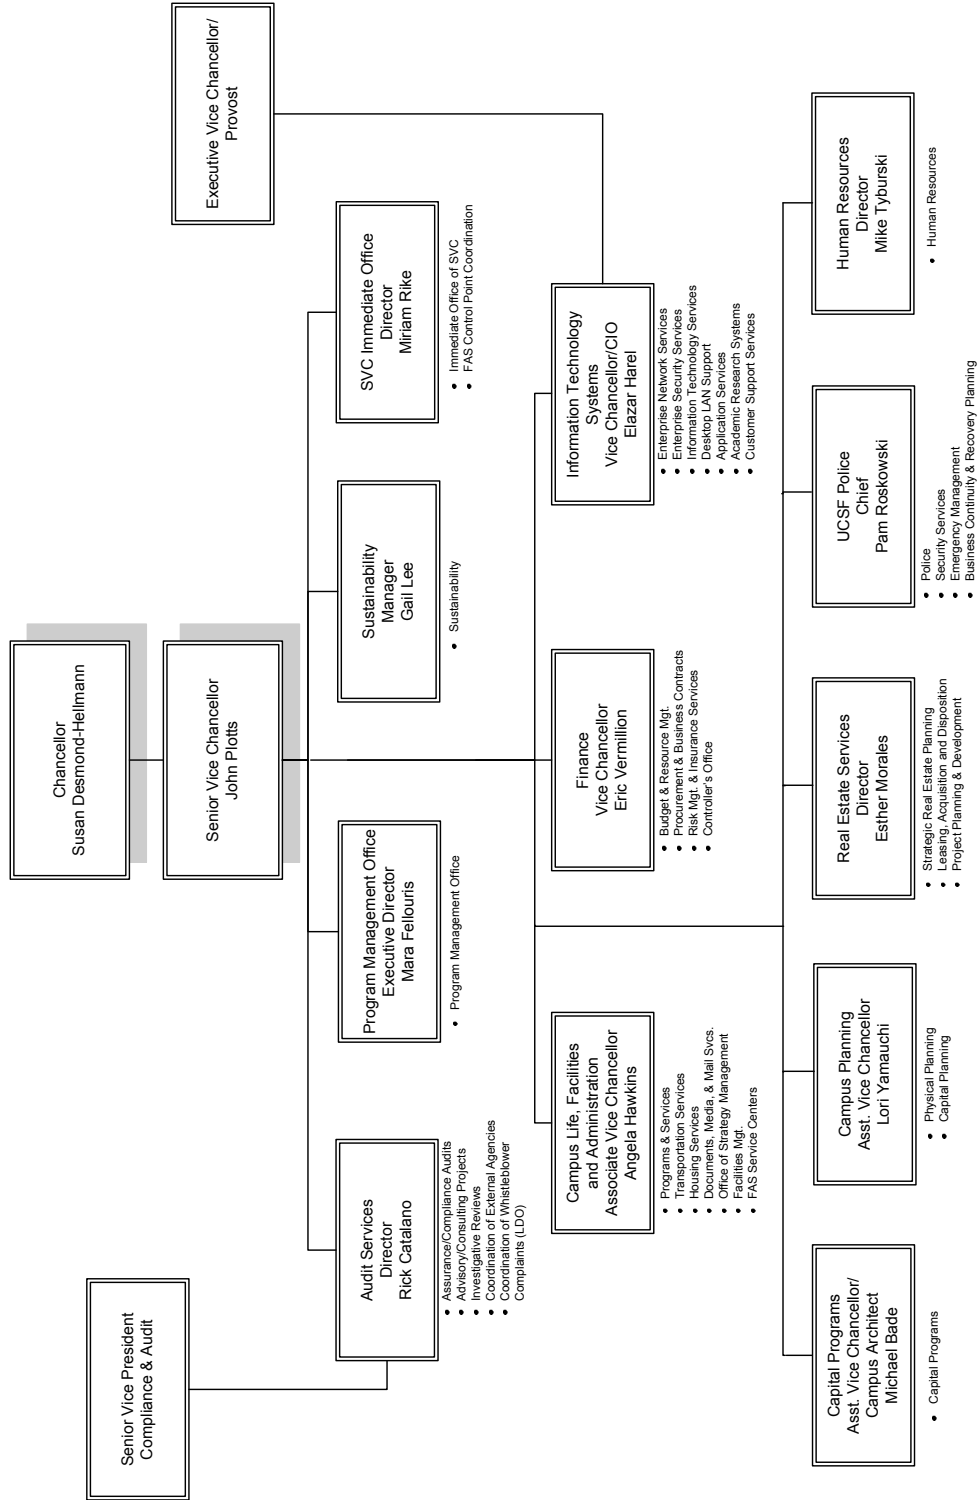 Chancellor
Susan Desmond-Hellmann
Executive Vice Chancellor/
Provost
Senior Vice President
Compliance & Audit
Senior Vice Chancellor
John Plotts
Audit Services
Director
Rick Catalano
• Assurance/Compliance Audits
• Advisory/Consulting Projects
• Investigative Reviews
• Coordination of External Agencies
• Coordination of Whistleblower
Complaints (LDO)
Program Management Office
Executive Director
Mara Fellouris
• Program Management Office
Sustainability
Manager
Gail Lee
• Sustainability
SVC Immediate Office
Director
Miriam Rike
• Immediate Office of SVC
• FAS Control Point Coordination
Campus Life, Facilities
and Administration
Associate Vice Chancellor
Angela Hawkins
• Programs & Services
• Transportation Services
• Housing Services
• Documents, Media, & Mail Svcs.
• Office of Strategy Management
• Facilities Mgt.
• FAS Service Centers
Finance
Vice Chancellor
Eric Vermillion
• Budget & Resource Mgt.
• Procurement & Business Contracts
• Risk Mgt. & Insurance Services
• Controller's Office
Information Technology
Systems
Vice Chancellor/CIO
Elazar Harel
• Enterprise Network Services
• Enterprise Security Services
• Information Technology Services
• Desktop LAN Support
• Application Services
• Academic Research Systems
• Customer Support Services
Capital Programs
Asst. Vice Chancellor/
Campus Architect
Michael Bade
• Capital Programs
Campus Planning
Asst. Vice Chancellor
Lori Yamauchi
• Physical Planning
• Capital Planning
Real Estate Services
Director
Esther Morales
• Strategic Real Estate Planning
• Leasing, Acquisition and Disposition
• Project Planning & Development
UCSF Police
Chief
Pam Roskowski
• Police
• Security Services
• Emergency Management
• Business Continuity & Recovery Planning
Human Resources
Director
Mike Tyburski
• Human Resources